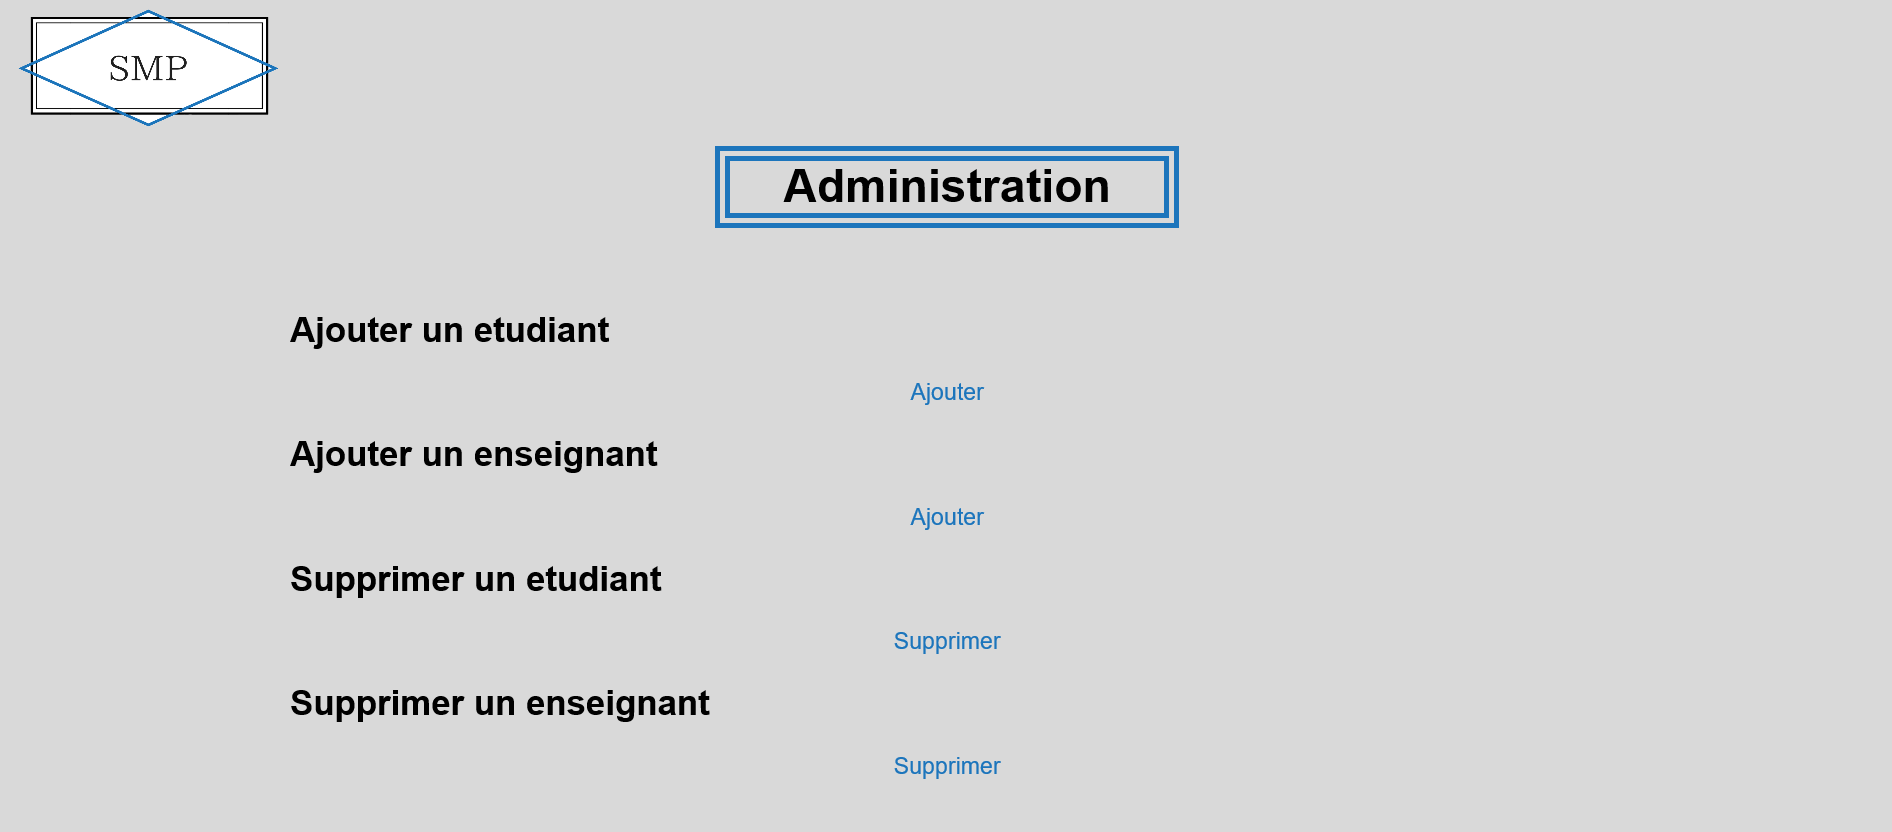 SMP
Administration
Ajouter un etudiant
Ajouter
Ajouter un enseignant
Ajouter
Supprimer un etudiant
Supprimer
Supprimer un enseignant
Supprimer